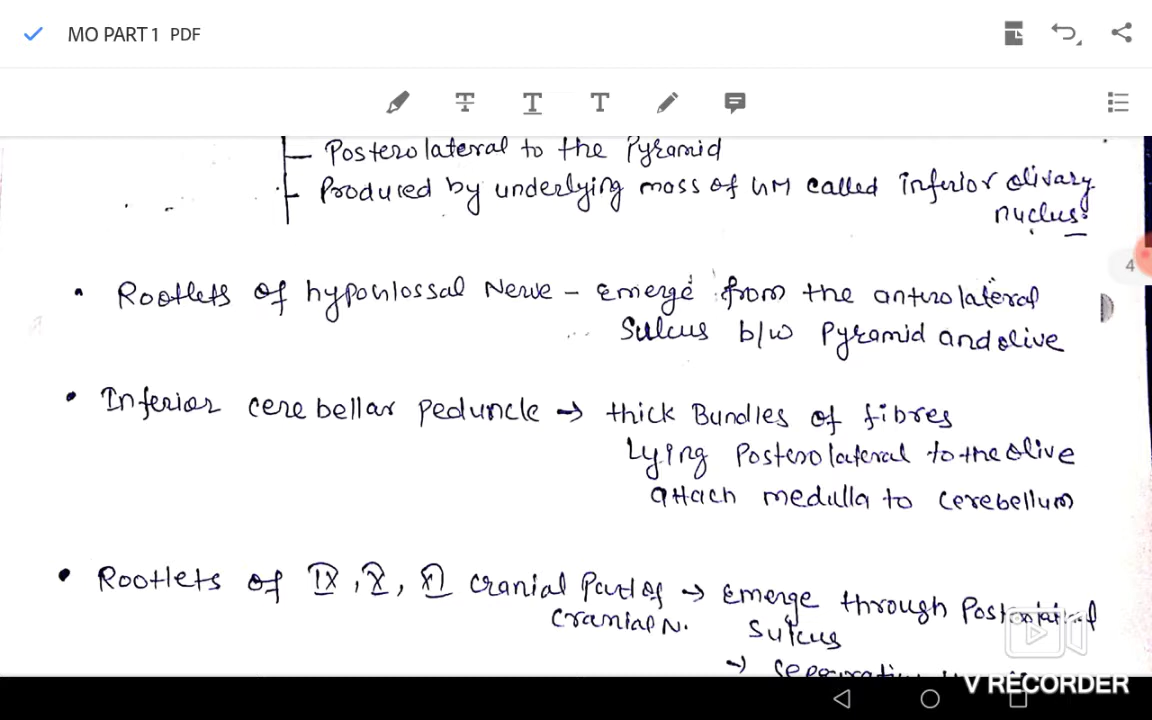 MO PART 1 PDF
Posterolateral to the Pyramid
Produced by underlying mass of GM called inferior olivary
nuclus.
4
• Rootlets of hypoglossal Nerve – Emerge from the anterolateral
Sulcus b/w Pyramid and olive
• Inferior cerebellar peduncle → thick Bundles of fibres
Lying Posterolateral to the olive
attach medulla to cerebellum
• Rootlets of IX, X, XI cranial Part of → Emerge through
cranial N. Sulcus
→
V RECORDER